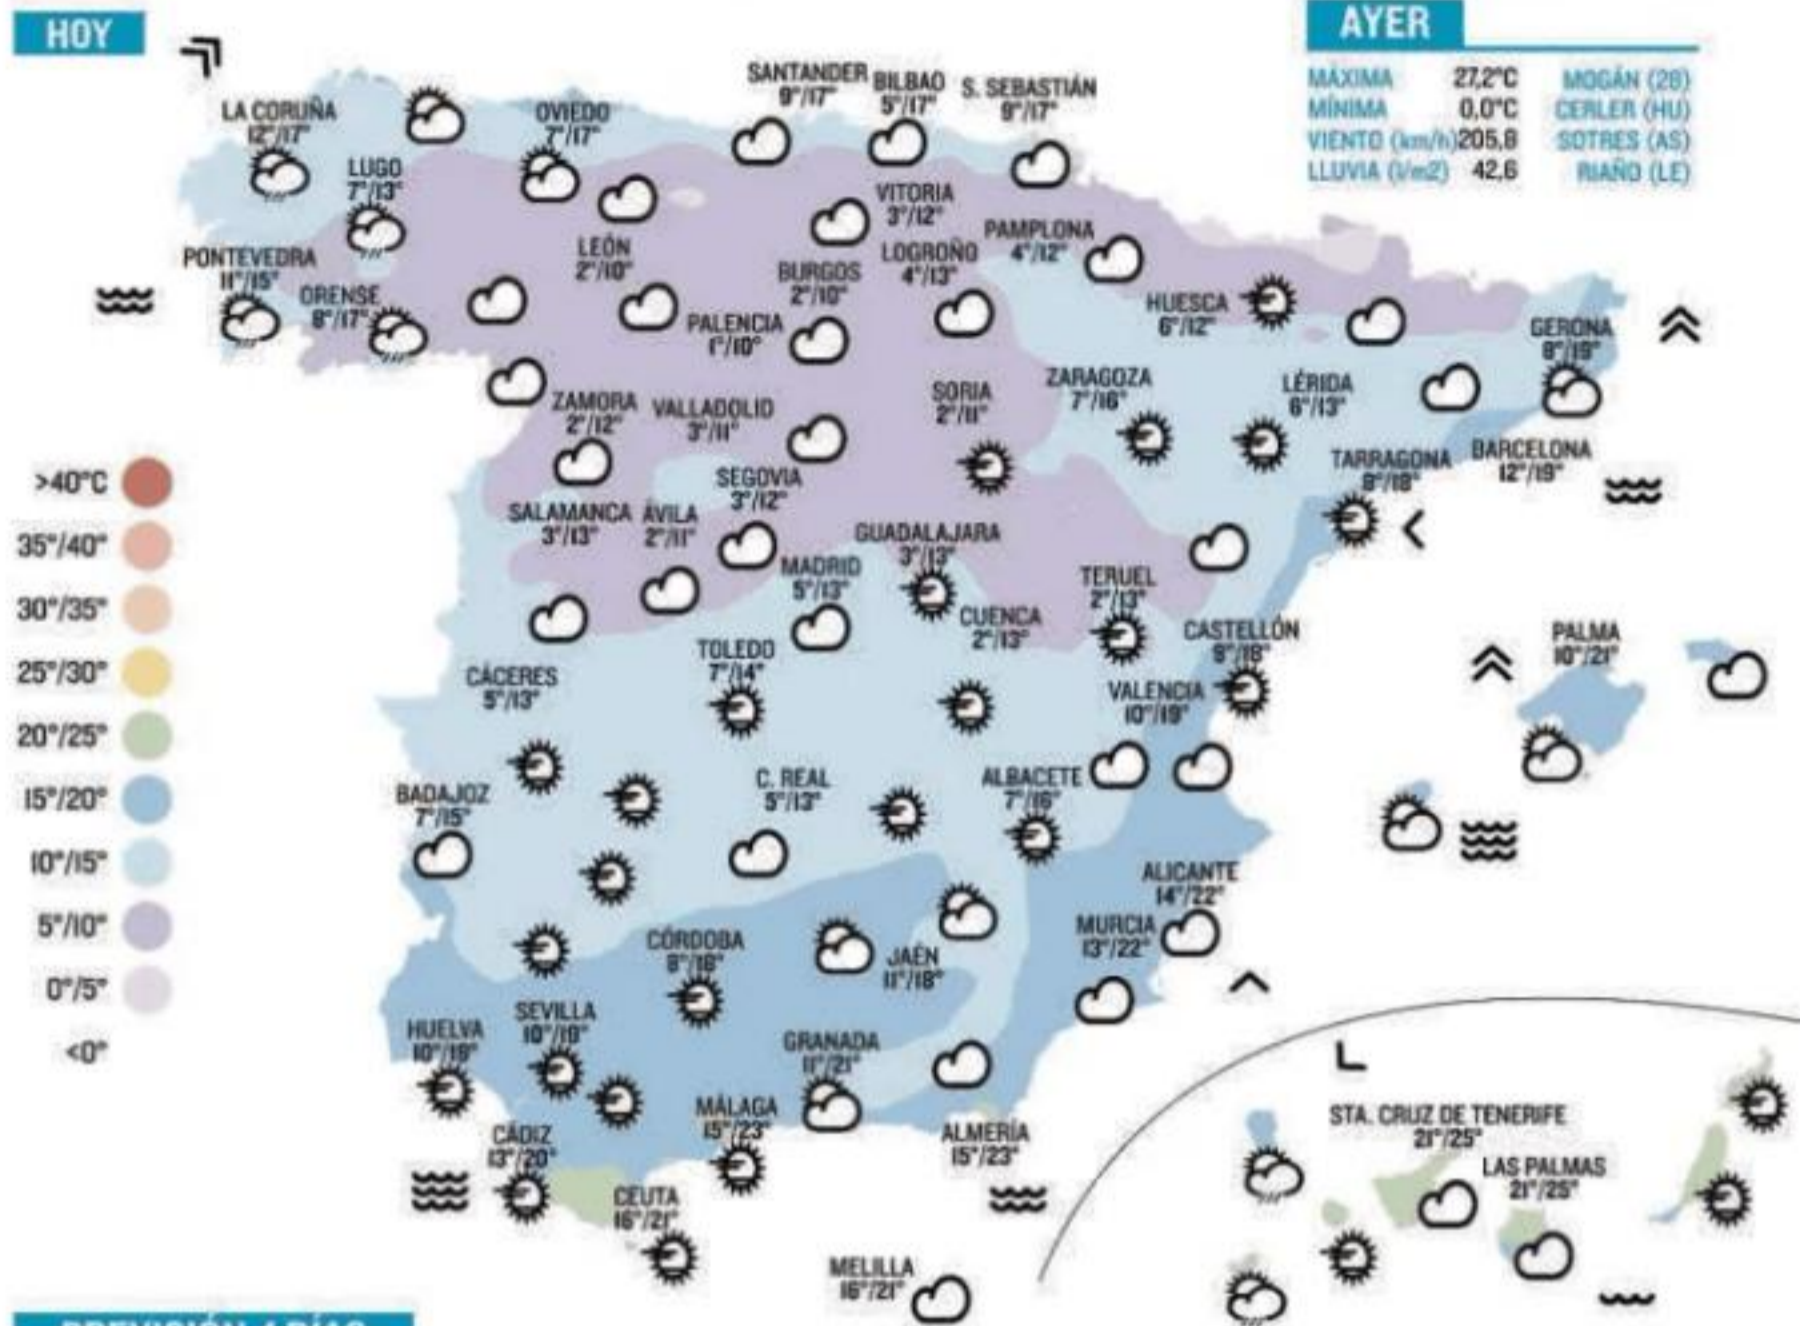 HOY
AYER
MÁXIMA 27,2°C MOGÁN (28)
MÍNIMA 0,0°C CERLER (HU)
VIENTO (km/h) 205,8 SOTRES (AS)
LLUVIA (l/m2) 42,6 RIAÑO (LE)
LA CORUÑA
12°/17°
LUGO
7°/13°
OVIEDO
7°/17°
SANTANDER
9°/17°
BILBAO
5°/17°
S. SEBASTIÁN
9°/17°
PONTEVEDRA
11°/15°
ORENSE
8°/17°
LEÓN
2°/10°
VITORIA
3°/12°
PAMPLONA
4°/12°
LOGROÑO
4°/13°
BURGOS
2°/10°
PALENCIA
1°/10°
HUESCA
6°/12°
GERONA
8°/19°
ZAMORA
2°/12°
VALLADOLID
3°/11°
SORIA
2°/11°
ZARAGOZA
7°/16°
LÉRIDA
6°/13°
BARCELONA
12°/19°
TARRAGONA
9°/18°
SEGOVIA
3°/12°
SALAMANCA
3°/13°
ÁVILA
2°/11°
GUADALAJARA
3°/13°
MADRID
5°/13°
TERUEL
2°/13°
CUENCA
2°/13°
CASTELLÓN
9°/18°
PALMA
10°/21°
CÁCERES
5°/13°
TOLEDO
7°/14°
VALENCIA
10°/19°
BADAJOZ
7°/15°
C. REAL
5°/13°
ALBACETE
7°/16°
ALICANTE
14°/22°
MURCIA
13°/22°
CÓRDOBA
8°/18°
JAÉN
11°/18°
HUELVA
10°/19°
SEVILLA
10°/19°
GRANADA
11°/21°
MÁLAGA
15°/23°
ALMERÍA
15°/23°
CÁDIZ
13°/20°
CEUTA
16°/21°
MELILLA
16°/21°
STA. CRUZ DE TENERIFE
21°/25°
LAS PALMAS
21°/25°
>40°C
35°/40°
30°/35°
25°/30°
20°/25°
15°/20°
10°/15°
5°/10°
0°/5°
<0°
PREVISIÓN 4 DÍAS